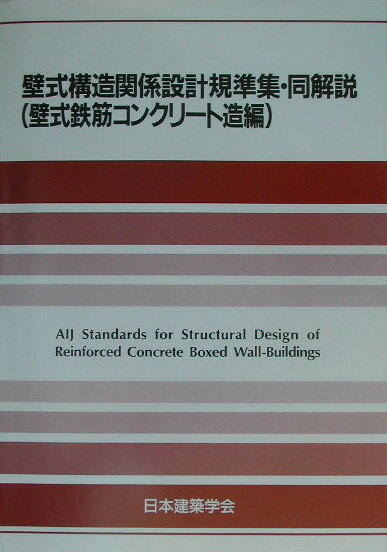 壁式構造関係設計規準集・同解説
(壁式鉄筋コンクリート造編)
AIJ Standards for Structural Design of
Reinforced Concrete Boxed Wall-Buildings
日本建築学会